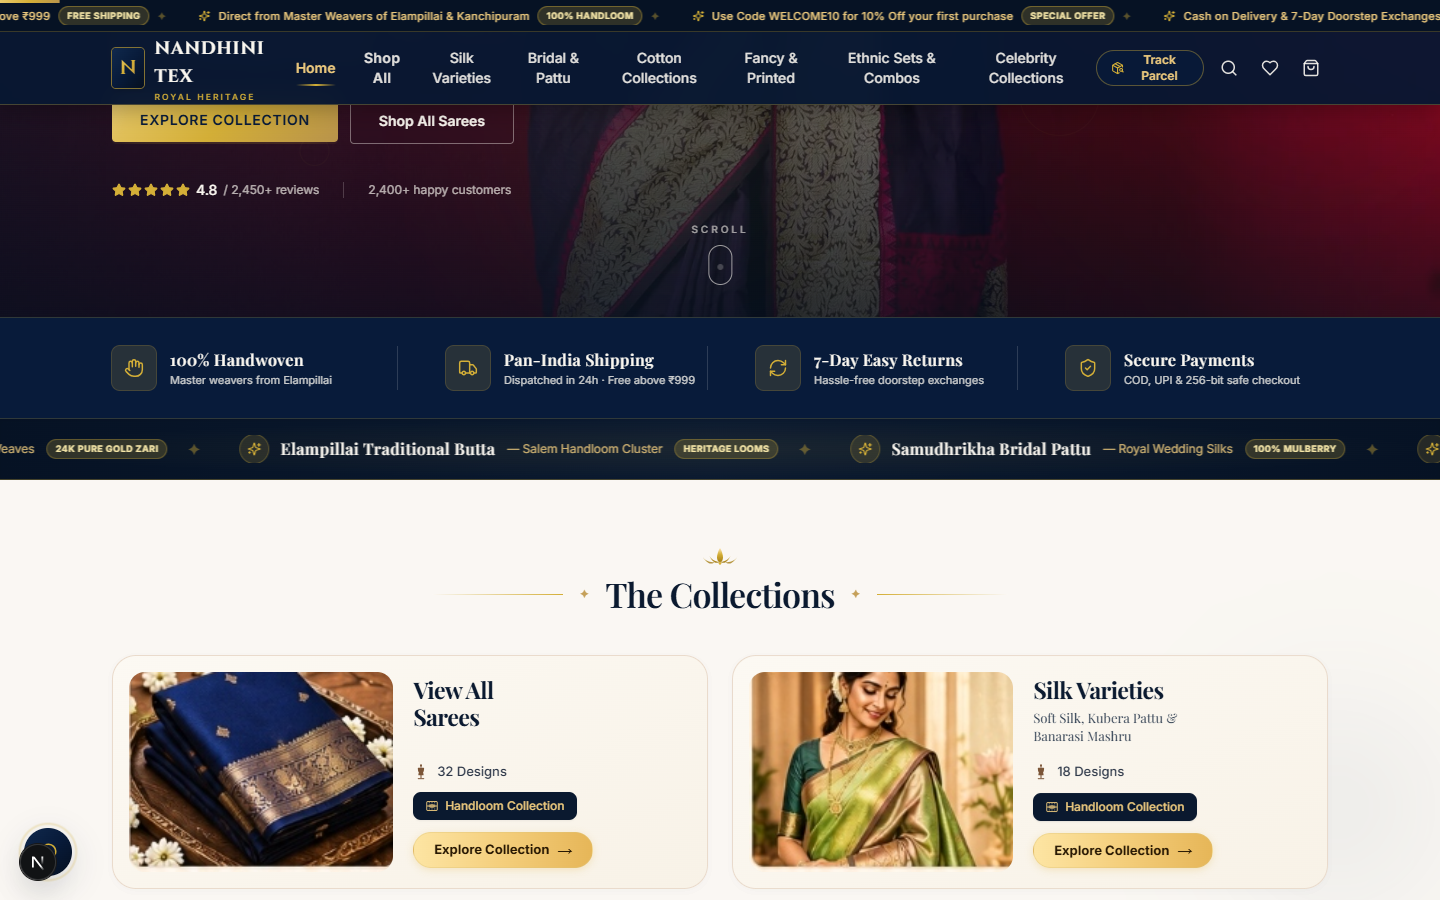 ove ₹999 FREE SHIPPING ✦ Direct from Master Weavers of Elampillai & Kanchipuram 100% HANDLOOM ✦ Use Code WELCOME10 for 10% Off your first purchase SPECIAL OFFER ✦ Cash on Delivery & 7-Day Doorstep Exchanges
N
NANDHINI
TEX
ROYAL HERITAGE
Home
Shop
All
Silk
Varieties
Bridal &
Pattu
Cotton
Collections
Fancy &
Printed
Ethnic Sets &
Combos
Celebrity
Collections
Track
Parcel
EXPLORE COLLECTION
Shop All Sarees
4.8 / 2,450+ reviews
2,400+ happy customers
SCROLL
100% Handwoven
Master weavers from Elampillai
Pan-India Shipping
Dispatched in 24h · Free above ₹999
7-Day Easy Returns
Hassle-free doorstep exchanges
Secure Payments
COD, UPI & 256-bit safe checkout
eaves 24K PURE GOLD ZARI ✦ Elampillai Traditional Butta — Salem Handloom Cluster HERITAGE LOOMS ✦ Samudhrikha Bridal Pattu — Royal Wedding Silks 100% MULBERRY ✦
The Collections
View All
Sarees
32 Designs
Handloom Collection
Explore Collection →
Silk Varieties
Soft Silk, Kubera Pattu &
Banarasi Mashru
18 Designs
Handloom Collection
Explore Collection →
N